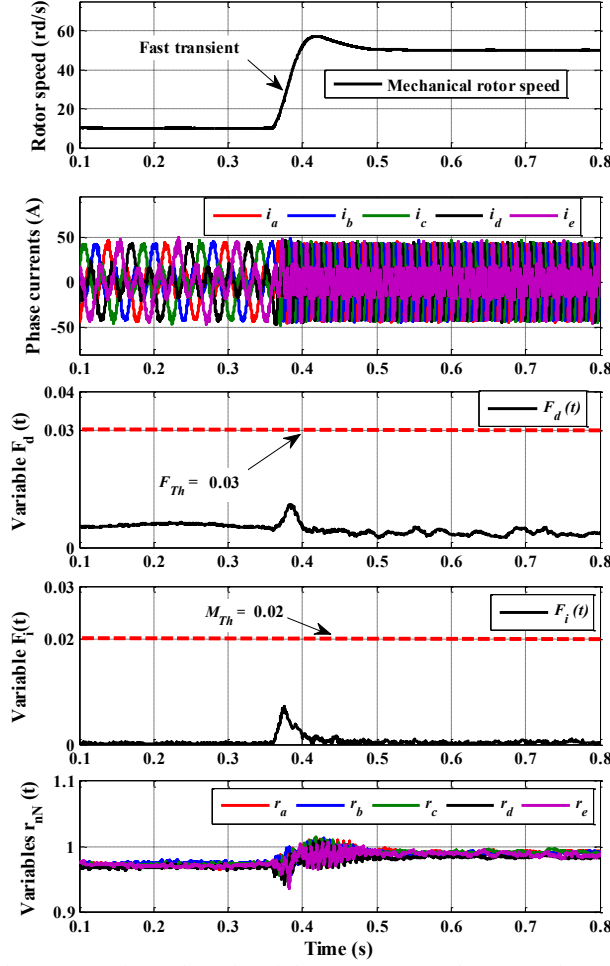 Rotor speed (rd/s)
60
40
20
10
0
Fast transient
Mechanical rotor speed
0.1 0.2 0.3 0.4 0.5 0.6 0.7 0.8
Phase currents (A)
50
0
-50
i_a i_b i_c i_d i_e
0.1 0.2 0.3 0.4 0.5 0.6 0.7 0.8
Variable F_d (t)
0.04
0.03
0
F_d (t)
F_Th = 0.03
0.1 0.2 0.3 0.4 0.5 0.6 0.7 0.8
Variable F_i(t)
0.03
0.02
0
M_Th = 0.02
F_i (t)
0.1 0.2 0.3 0.4 0.5 0.6 0.7 0.8
Variables r_nN (t)
1.1
1
0.9
r_a r_b r_c r_d r_e
0.1 0.2 0.3 0.4 0.5 0.6 0.7 0.8
Time (s)